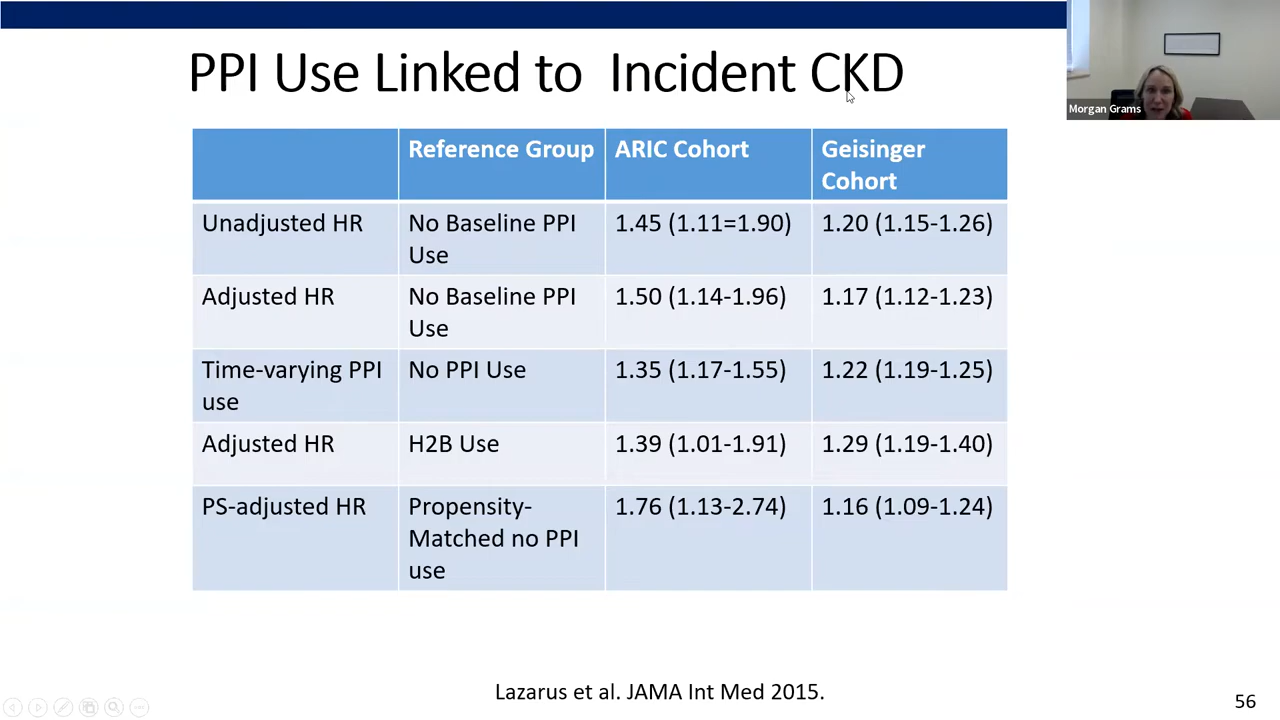 PPI Use Linked to  Incident CKD
Morgan Grams
Reference Group
ARIC Cohort
Geisinger
Cohort
Unadjusted HR
No Baseline PPI
Use
1.45 (1.11=1.90)
1.20 (1.15-1.26)
Adjusted HR
No Baseline PPI
Use
1.50 (1.14-1.96)
1.17 (1.12-1.23)
Time-varying PPI
use
No PPI Use
1.35 (1.17-1.55)
1.22 (1.19-1.25)
Adjusted HR
H2B Use
1.39 (1.01-1.91)
1.29 (1.19-1.40)
PS-adjusted HR
Propensity-
Matched no PPI
use
1.76 (1.13-2.74)
1.16 (1.09-1.24)
Lazarus et al. JAMA Int Med 2015.
56